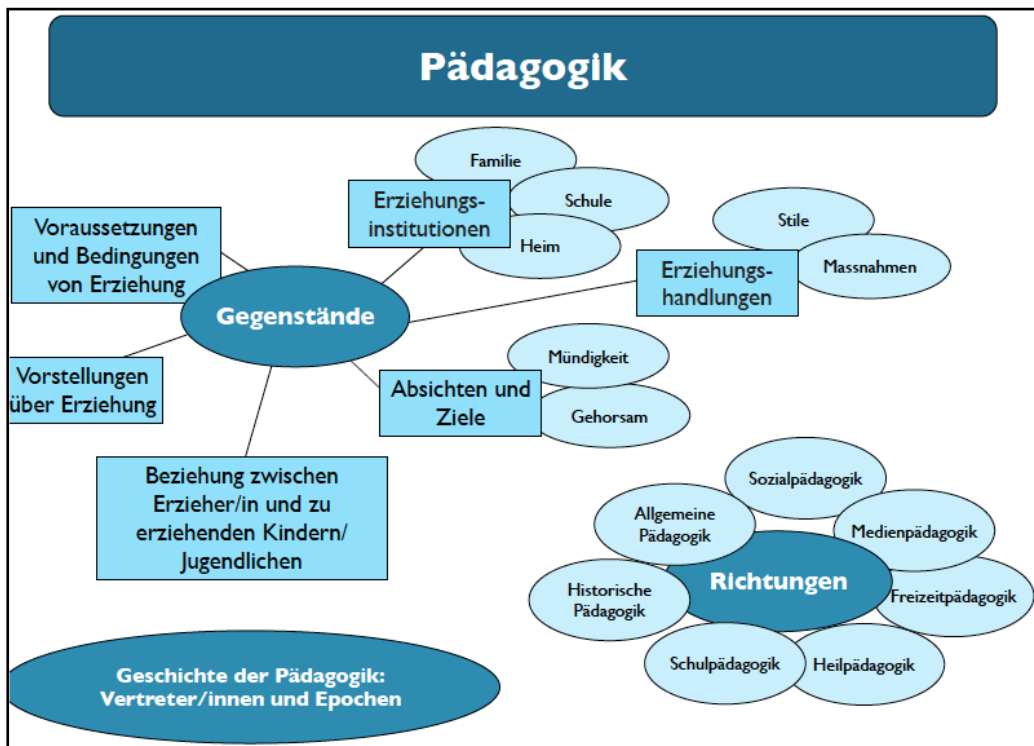 Pädagogik
Familie
Schule
Heim
Erziehungs-
institutionen
Stile
Massnahmen
Erziehungs-
handlungen
Voraussetzungen
und Bedingungen
von Erziehung
Gegenstände
Vorstellungen
über Erziehung
Absichten und
Ziele
Mündigkeit
Gehorsam
Beziehung zwischen
Erzieher/in und zu
erziehenden Kindern/
Jugendlichen
Sozialpädagogik
Allgemeine
Pädagogik
Medienpädagogik
Richtungen
Historische
Pädagogik
Freizeitpädagogik
Schulpädagogik
Heilpädagogik
Geschichte der Pädagogik:
Vertreter/innen und Epochen